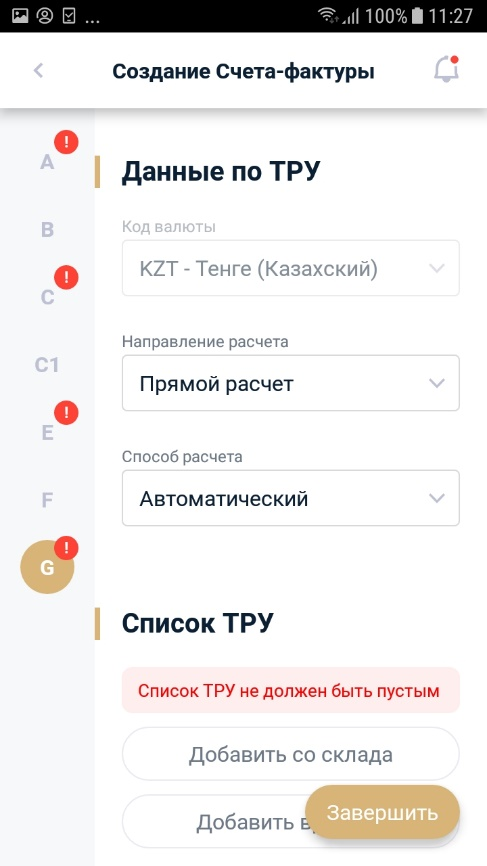 ... 100% 11:27
Создание Счета-фактуры
A !
B
C !
C1
E !
F
G !
Данные по ТРУ
Код валюты
KZT - Тенге (Казахский)
Направление расчета
Прямой расчет
Способ расчета
Автоматический
Список ТРУ
Список ТРУ не должен быть пустым
Добавить со склада
Добавить
Завершить